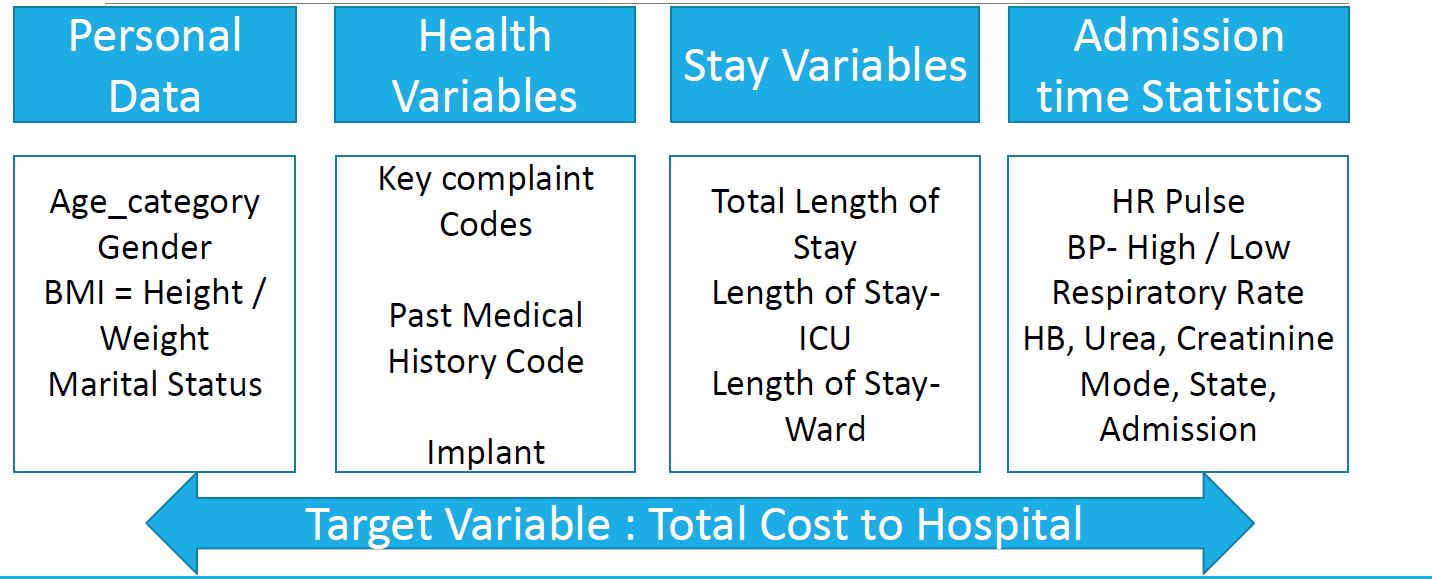 Personal
Data
Health
Variables
Stay Variables
Admission
time Statistics
Age_category
Gender
BMI = Height /
Weight
Marital Status
Key complaint
Codes
Past Medical
History Code
Implant
Total Length of
Stay
Length of Stay-
ICU
Length of Stay-
Ward
HR Pulse
BP- High / Low
Respiratory Rate
HB, Urea, Creatinine
Mode, State,
Admission
Target Variable : Total Cost to Hospital